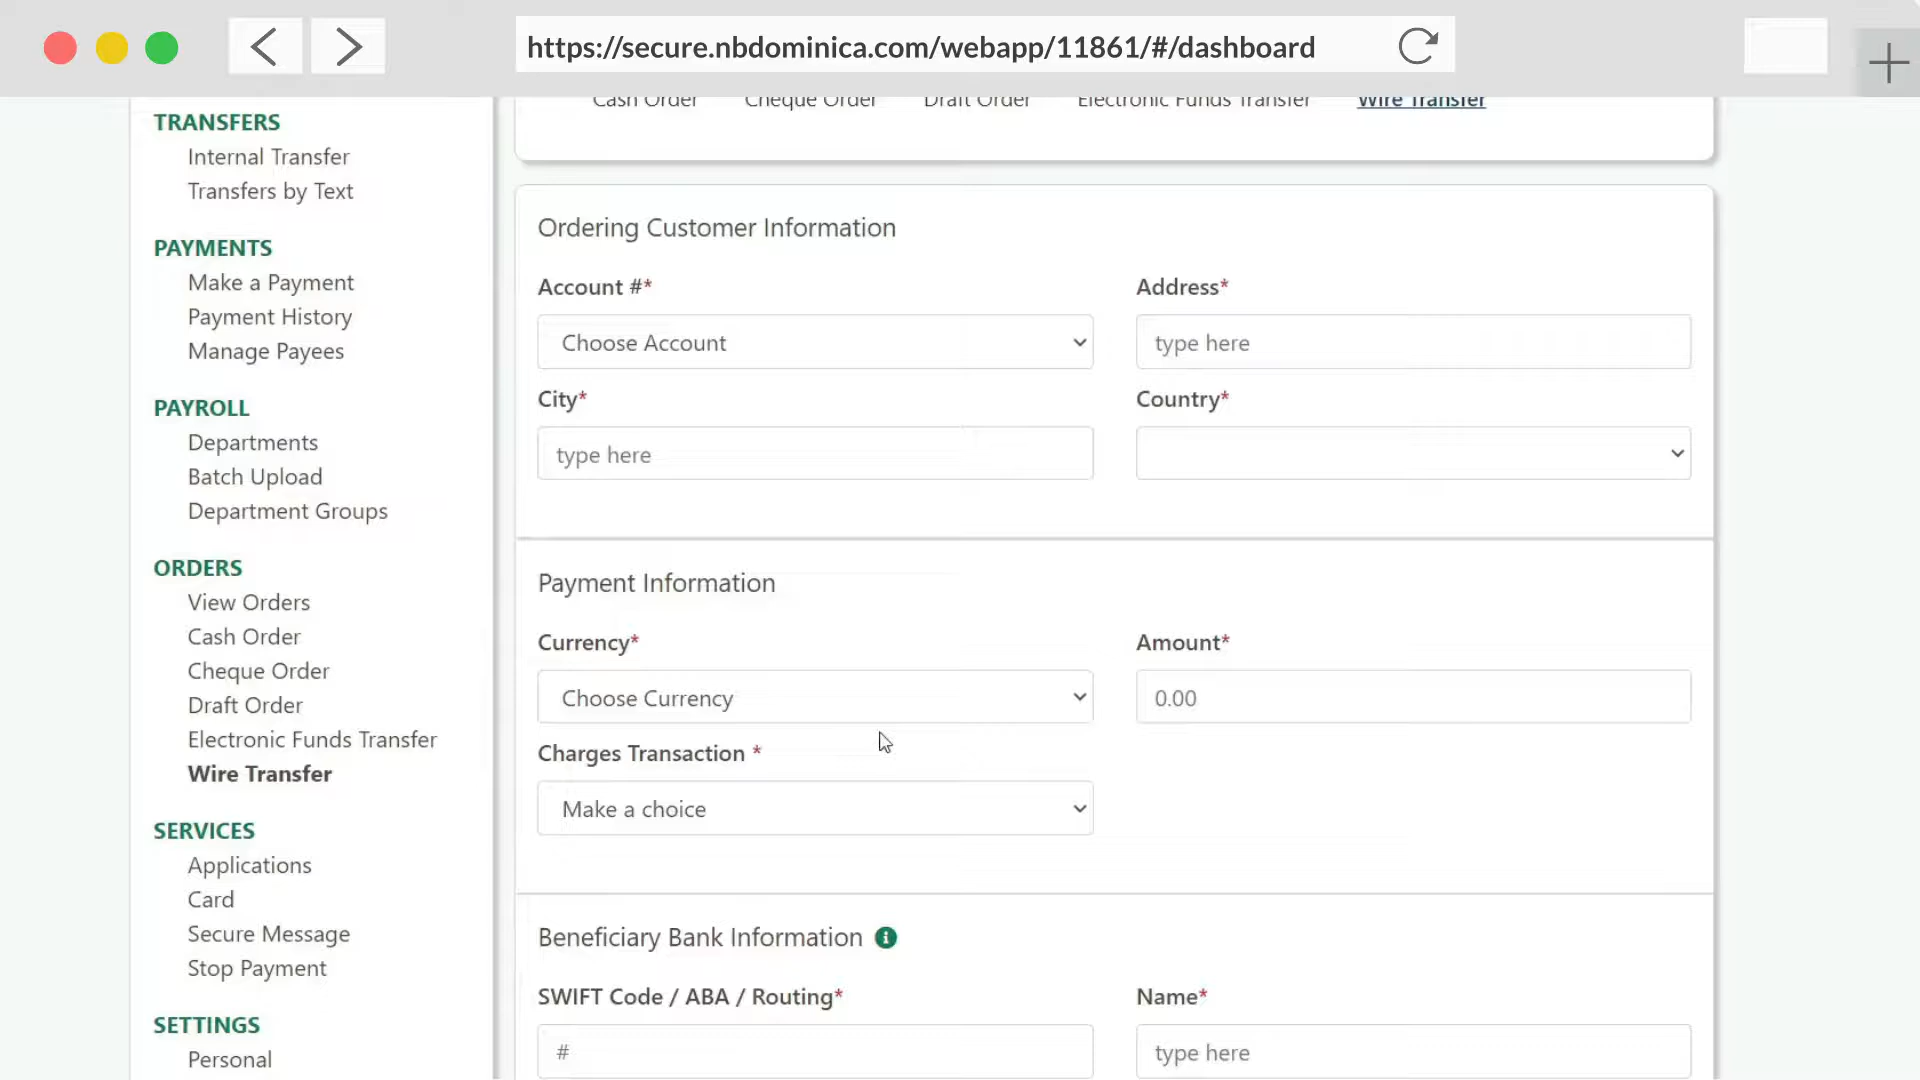 https://secure.nbdominica.com/webapp/11861/#/dashboard
Cash Order Cheque Order Draft Order Electronic Funds Transfer Wire Transfer
TRANSFERS
Internal Transfer
Transfers by Text
PAYMENTS
Make a Payment
Payment History
Manage Payees
PAYROLL
Departments
Batch Upload
Department Groups
ORDERS
View Orders
Cash Order
Cheque Order
Draft Order
Electronic Funds Transfer
Wire Transfer
SERVICES
Applications
Card
Secure Message
Stop Payment
SETTINGS
Personal
Ordering Customer Information
Account #* Address*
Choose Account type here
City* Country*
type here
Payment Information
Currency* Amount*
Choose Currency 0.00
Charges Transaction *
Make a choice
Beneficiary Bank Information
SWIFT Code / ABA / Routing* Name*
# type here